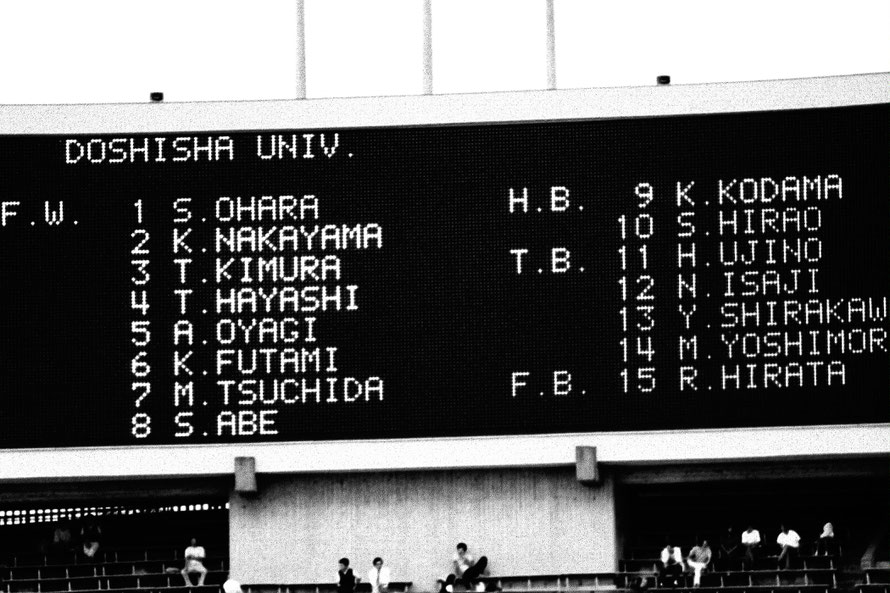 DOSHISHA UNIV.
F.W. 1 S.OHARA
2 K.NAKAYAMA
3 T.KIMURA
4 T.HAYASHI
5 A.OYAGI
6 K.FUTAMI
7 M.TSUCHIDA
8 S.ABE
H.B. 9 K.KODAMA
10 S.HIRAO
T.B. 11 H.UJINO
12 N.ISAJI
13 Y.SHIRAKAW
14 M.YOSHIMOR
F.B. 15 R.HIRATA